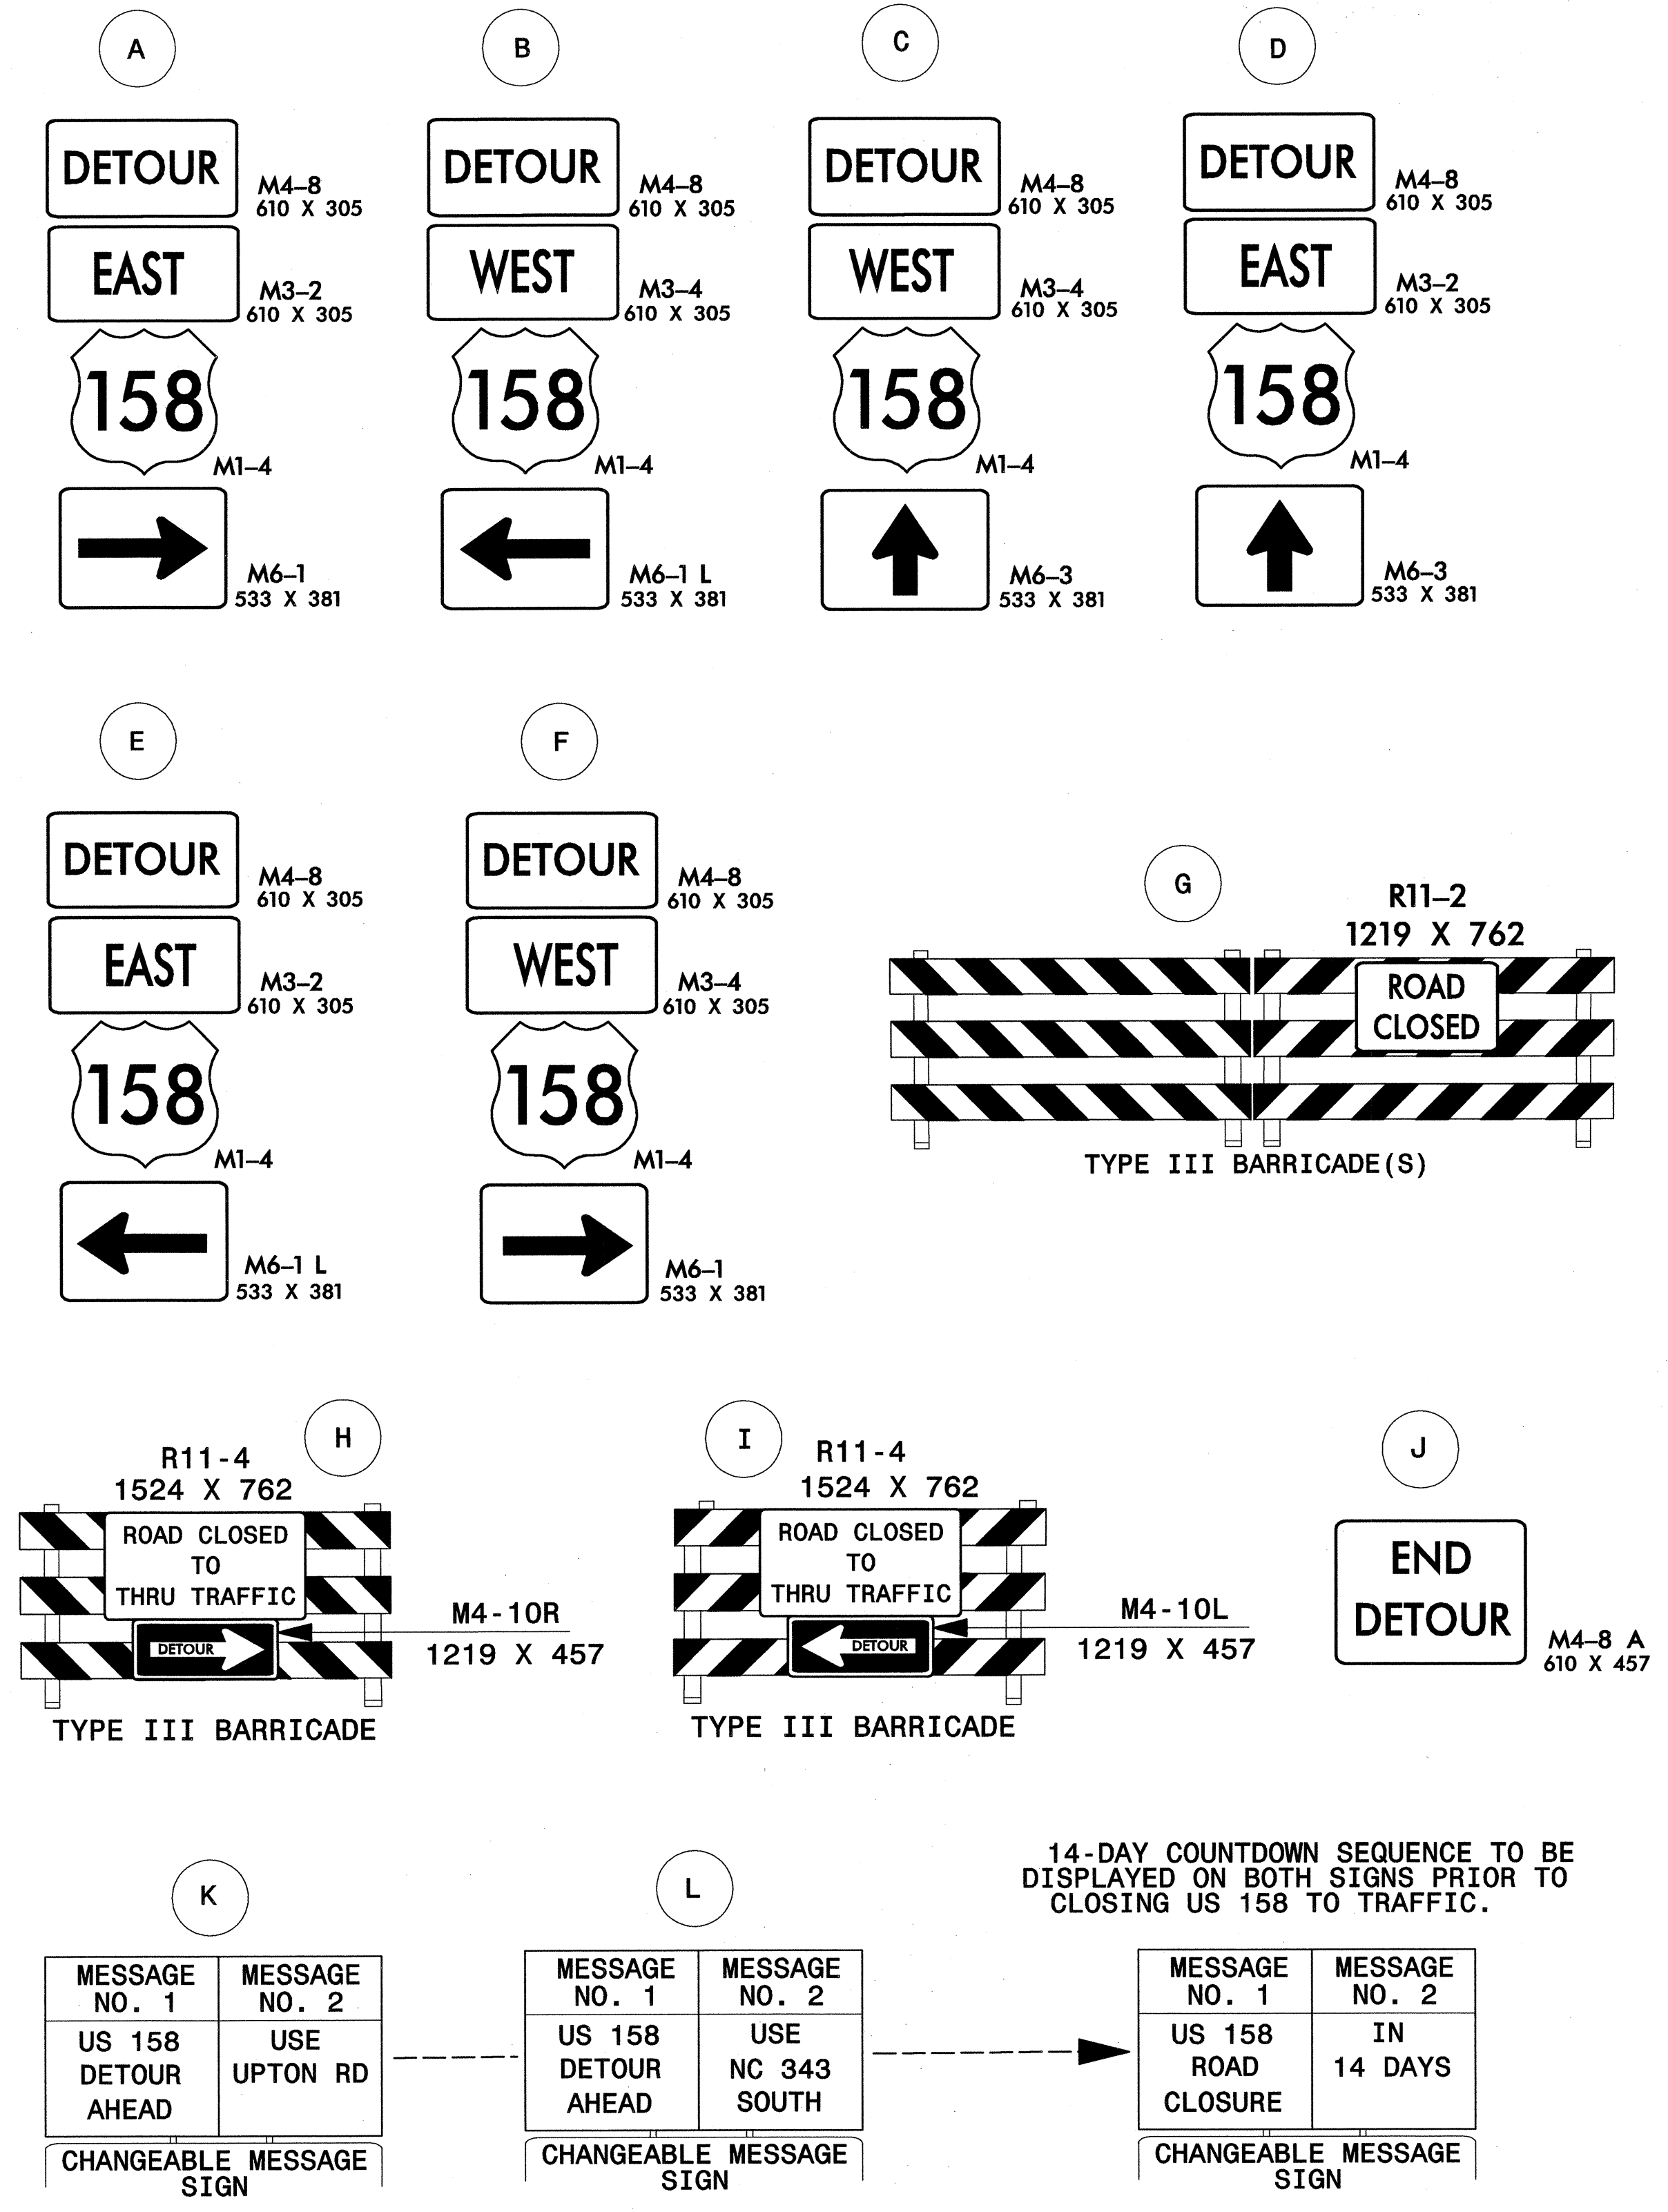 A
DETOUR
M4-8
610 X 305
EAST
M3-2
610 X 305
158
M1-4
M6-1
533 X 381
B
DETOUR
M4-8
610 X 305
WEST
M3-4
610 X 305
158
M1-4
M6-1 L
533 X 381
C
DETOUR
M4-8
610 X 305
WEST
M3-4
610 X 305
158
M1-4
M6-3
533 X 381
D
DETOUR
M4-8
610 X 305
EAST
M3-2
610 X 305
158
M1-4
M6-3
533 X 381
E
DETOUR
M4-8
610 X 305
EAST
M3-2
610 X 305
158
M1-4
M6-1 L
533 X 381
F
DETOUR
M4-8
610 X 305
WEST
M3-4
610 X 305
158
M1-4
M6-1
533 X 381
G
R11-2
1219 X 762
ROAD
CLOSED
TYPE III BARRICADE(S)
H
R11-4
1524 X 762
ROAD CLOSED
TO
THRU TRAFFIC
DETOUR
M4-10R
1219 X 457
TYPE III BARRICADE
I
R11-4
1524 X 762
ROAD CLOSED
TO
THRU TRAFFIC
DETOUR
M4-10L
1219 X 457
TYPE III BARRICADE
J
END
DETOUR
M4-8 A
610 X 457
14-DAY COUNTDOWN SEQUENCE TO BE
DISPLAYED ON BOTH SIGNS PRIOR TO
CLOSING US 158 TO TRAFFIC.
K
MESSAGE
NO. 1
MESSAGE
NO. 2
US 158
DETOUR
AHEAD
USE
UPTON RD
CHANGEABLE MESSAGE
SIGN
L
MESSAGE
NO. 1
MESSAGE
NO. 2
US 158
DETOUR
AHEAD
USE
NC 343
SOUTH
CHANGEABLE MESSAGE
SIGN
MESSAGE
NO. 1
MESSAGE
NO. 2
US 158
ROAD
CLOSURE
IN
14 DAYS
CHANGEABLE MESSAGE
SIGN